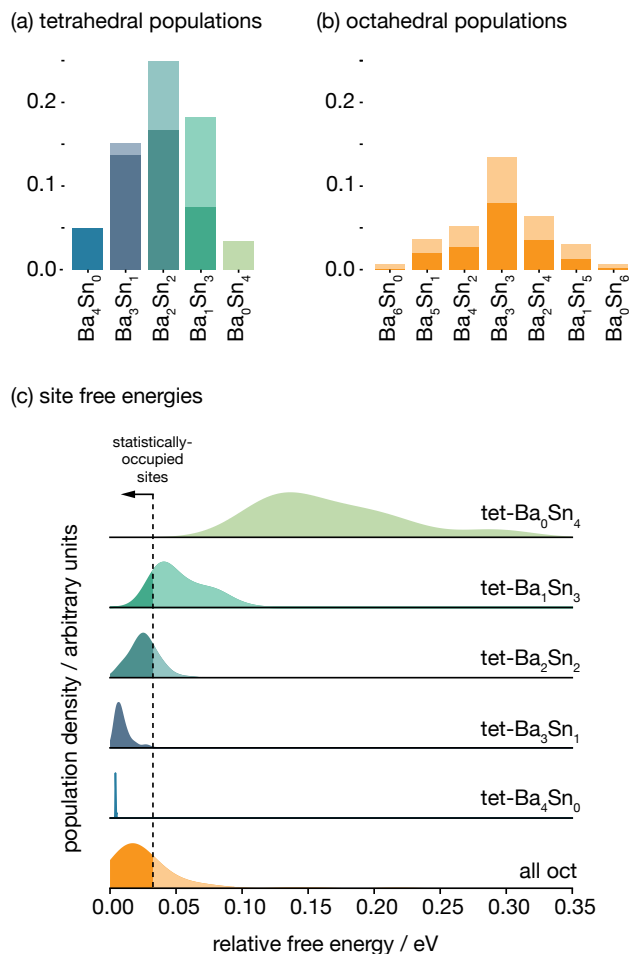 (a) tetrahedral populations
0.2
0.1
0.0
Ba₄Sn₀
Ba₃Sn₁
Ba₂Sn₂
Ba₁Sn₃
Ba₀Sn₄
(b) octahedral populations
0.2
0.1
0.0
Ba₆Sn₀
Ba₅Sn₁
Ba₄Sn₂
Ba₃Sn₃
Ba₂Sn₄
Ba₁Sn₅
Ba₀Sn₆
(c) site free energies
statistically-
occupied
sites
population density / arbitrary units
tet-Ba₀Sn₄
tet-Ba₁Sn₃
tet-Ba₂Sn₂
tet-Ba₃Sn₁
tet-Ba₄Sn₀
all oct
0.00 0.05 0.10 0.15 0.20 0.25 0.30 0.35
relative free energy / eV